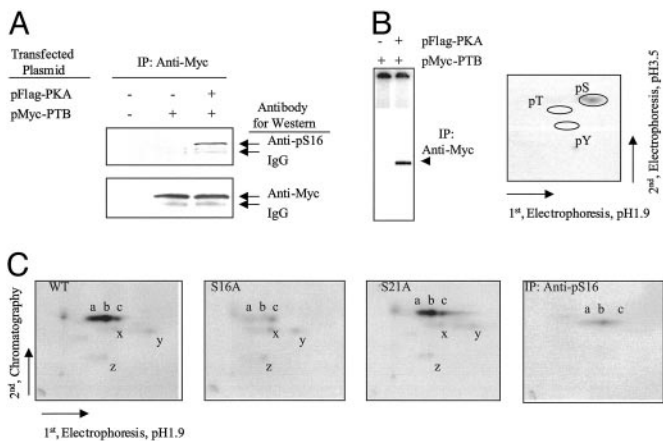 A
Transfected
Plasmid
IP: Anti-Myc
pFlag-PKA - - +
pMyc-PTB - + +
Antibody
for Western
Anti-pS16
IgG
Anti-Myc
IgG
B
- + pFlag-PKA
+ + pMyc-PTB
IP:
Anti-Myc
pS
pT
pY
2nd, Electrophoresis, pH3.5
1st, Electrophoresis, pH1.9
C
WT
a b c
x
y
z
S16A
a b c
x
y
z
S21A
a b c
x
y
z
IP: Anti-pS16
a b c
2nd, Chromatography
1st, Electrophoresis, pH1.9